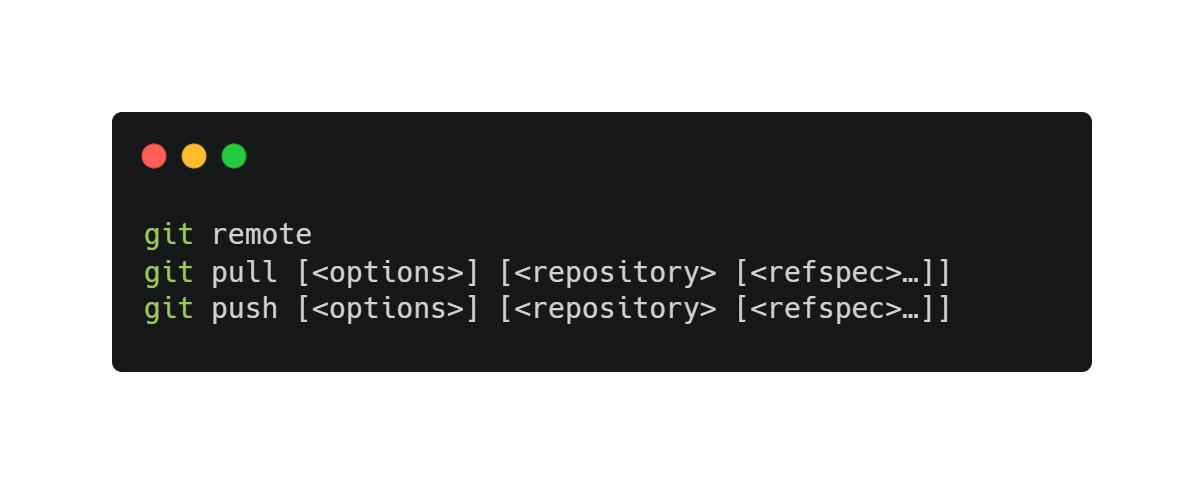 git remote
git pull [<options>] [<repository> [<refspec>…]]
git push [<options>] [<repository> [<refspec>…]]